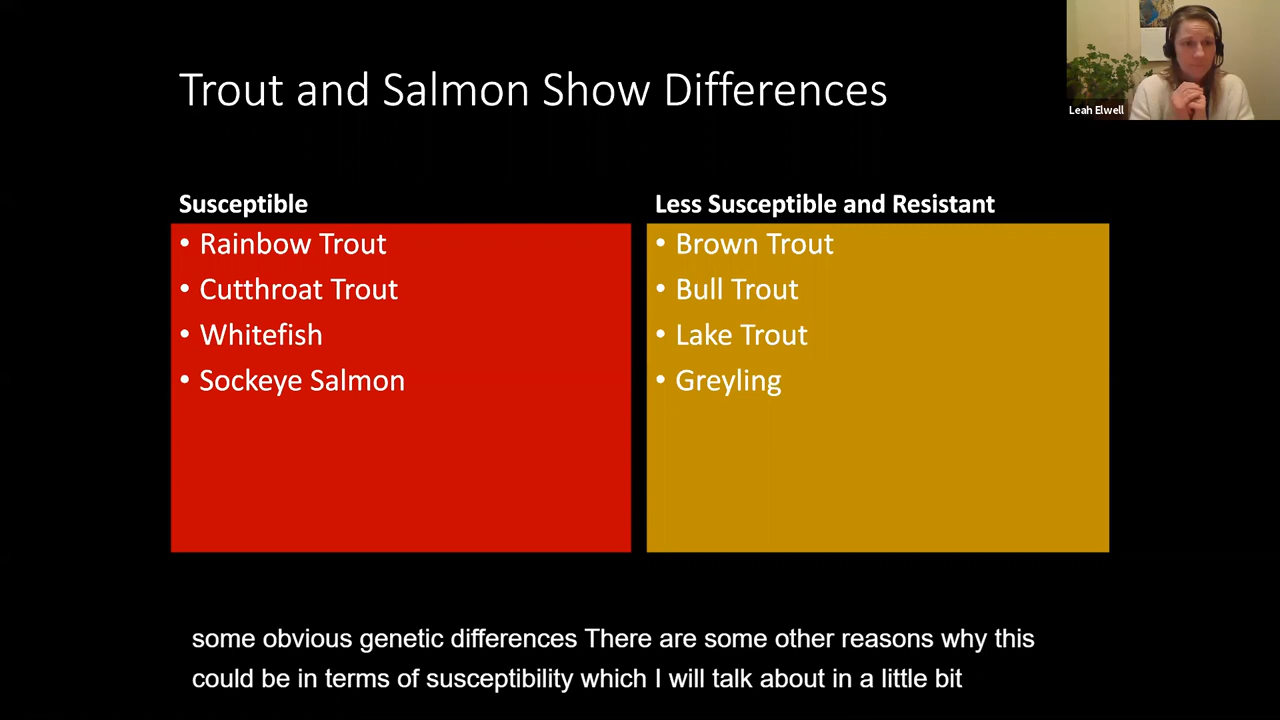 Trout and Salmon Show Differences
Leah Elwell
Susceptible
• Rainbow Trout
• Cutthroat Trout
• Whitefish
• Sockeye Salmon
Less Susceptible and Resistant
• Brown Trout
• Bull Trout
• Lake Trout
• Greyling
some obvious genetic differences There are some other reasons why this
could be in terms of susceptibility which I will talk about in a little bit